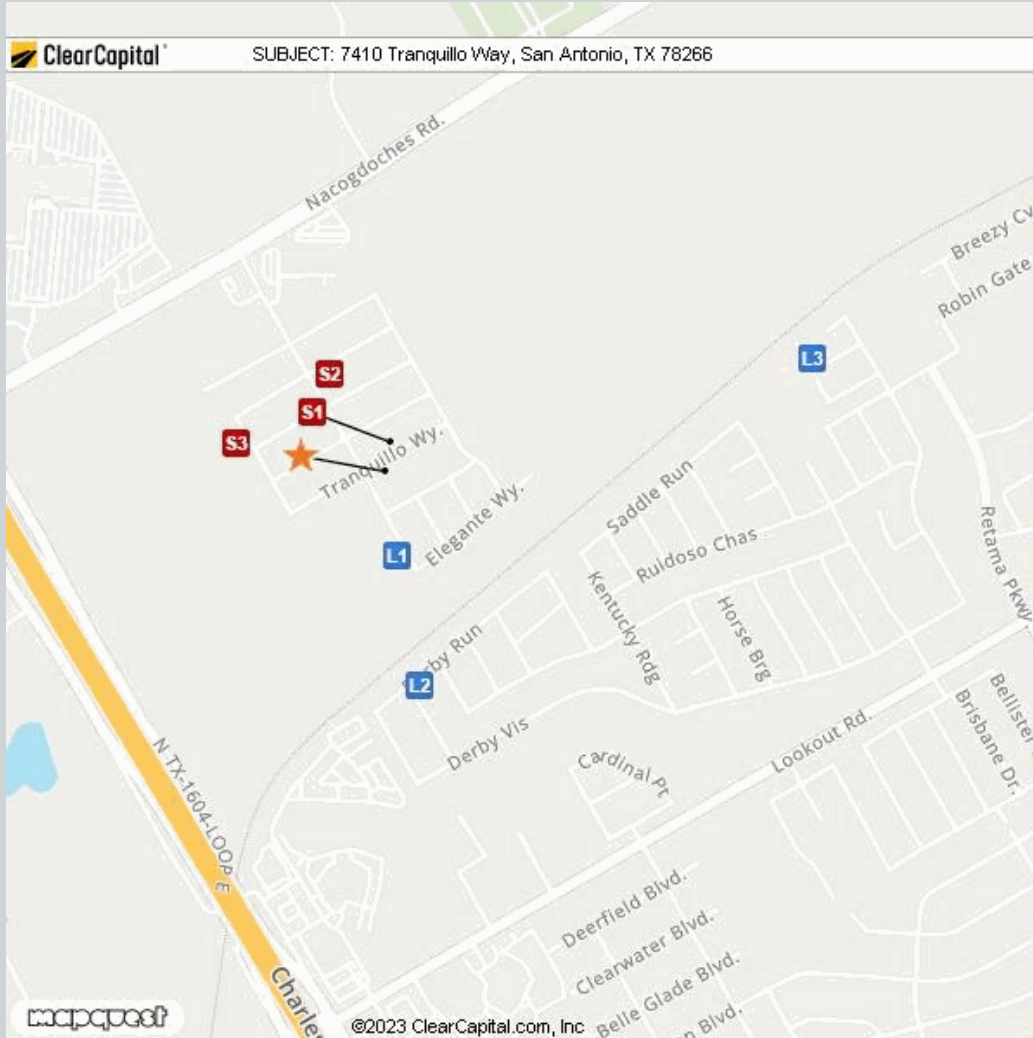 ClearCapital
SUBJECT: 7410 Tranquillo Way, San Antonio, TX 78266
Nacogdoches Rd.
Breezy Cv
Robin Gate
L3
S2
S1
S3
Tranquillo Wy.
Saddle Run
Elegante Wy.
L1
Ruidoso Chas
Retama Pkwy.
Kentucky Rdg
Horse Brg
Run
L2
Derby Vis
Lookout Rd.
Brisbane Dr.
Cardinal Pt
N TX-1604-LOOP E
Deerfield Blvd.
Clearwater Blvd.
Belle Glade Blvd.
Blvd.
mapquest
©2023 ClearCapital.com, Inc